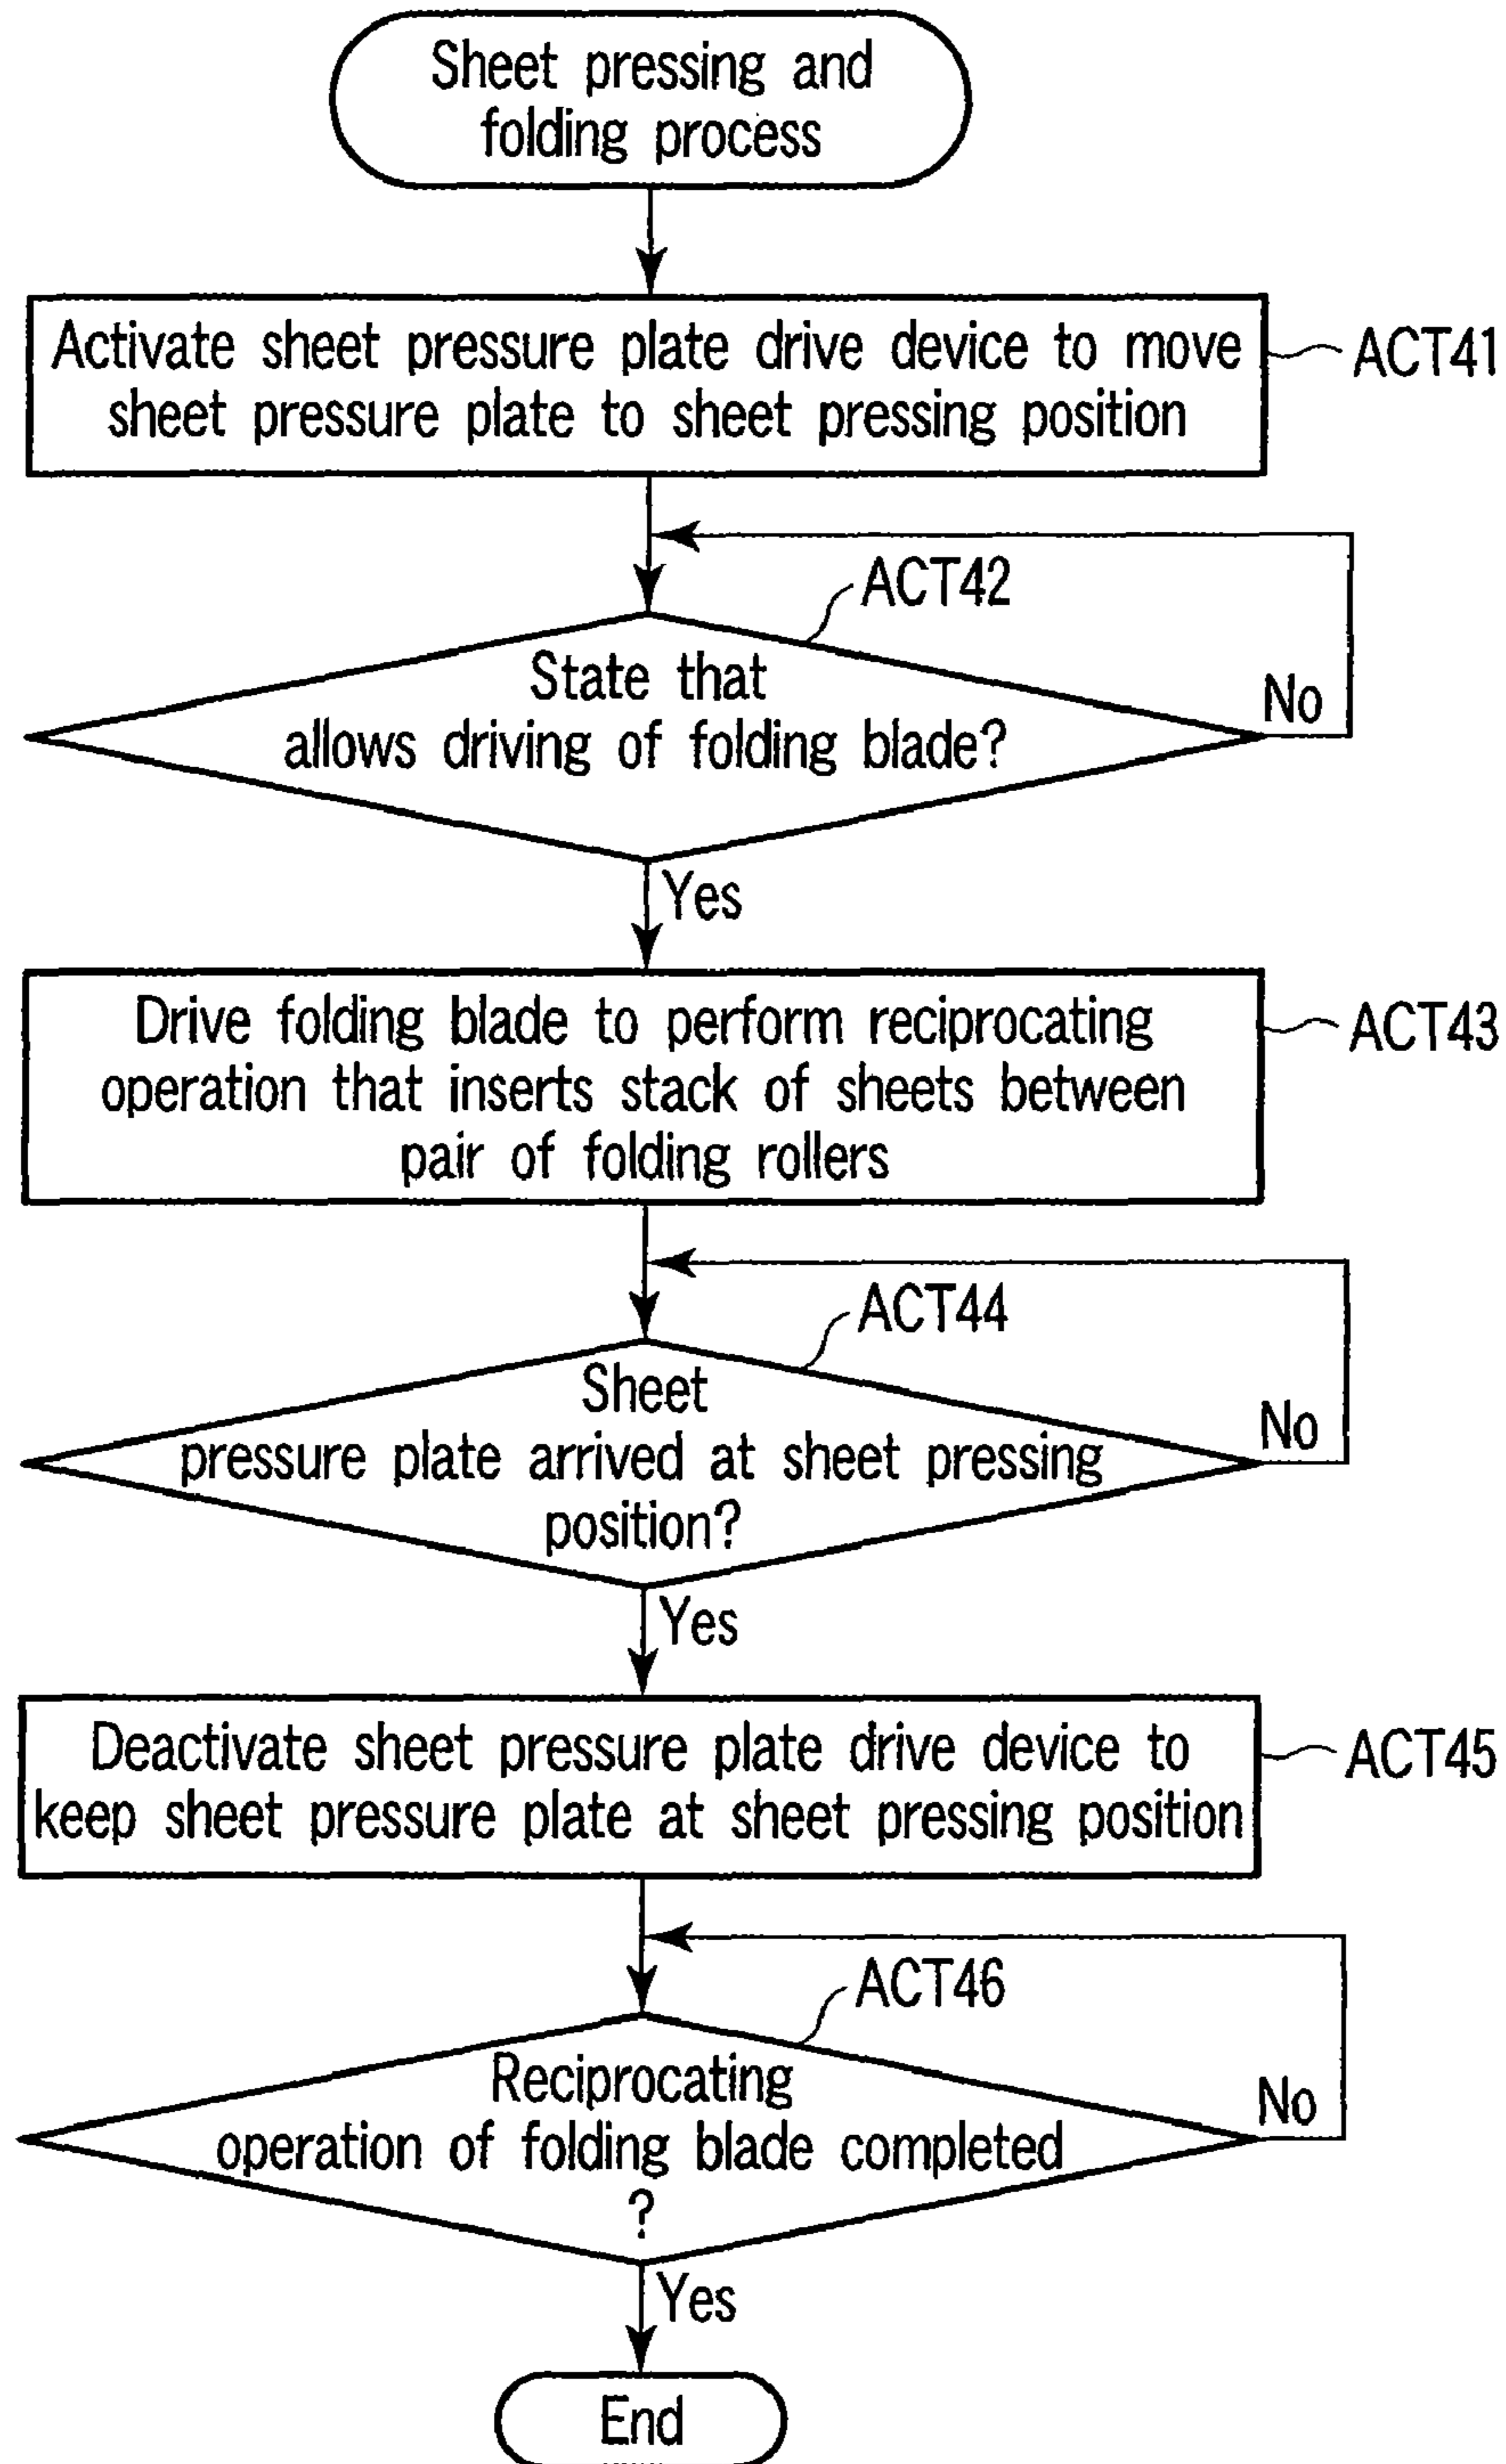 Sheet pressing and
folding process
Activate sheet pressure plate drive device to move
sheet pressure plate to sheet pressing position
ACT41
ACT42
State that
allows driving of folding blade?
No
Yes
Drive folding blade to perform reciprocating
operation that inserts stack of sheets between
pair of folding rollers
ACT43
ACT44
Sheet
pressure plate arrived at sheet pressing
position?
No
Yes
Deactivate sheet pressure plate drive device to
keep sheet pressure plate at sheet pressing position
ACT45
ACT46
Reciprocating
operation of folding blade completed
?
No
Yes
End